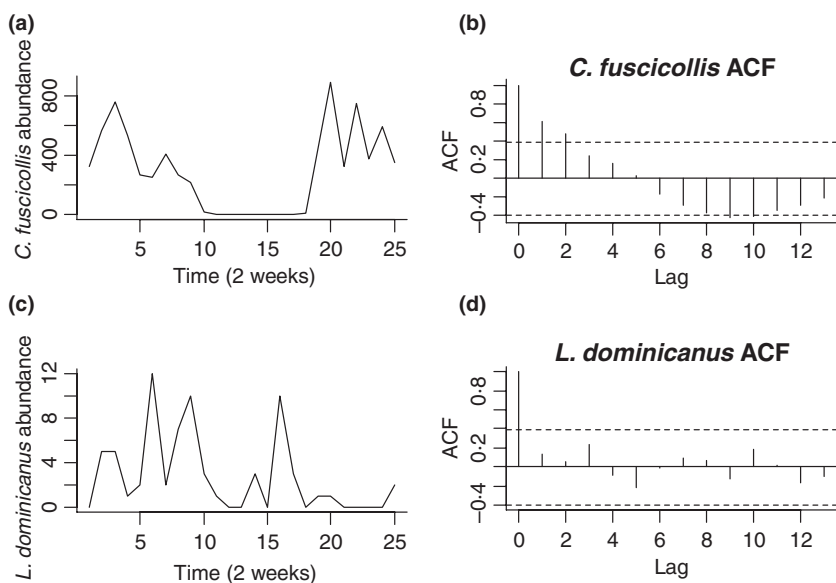 (a)
C. fuscicollis abundance
800
400
0
5 10 15 20 25
Time (2 weeks)
(b)
C. fuscicollis ACF
ACF
0·8
0·2
−0·4
0 2 4 6 8 10 12
Lag
(c)
L. dominicanus abundance
12
8
4
0
5 10 15 20 25
Time (2 weeks)
(d)
L. dominicanus ACF
ACF
0·8
0·2
−0·4
0 2 4 6 8 10 12
Lag